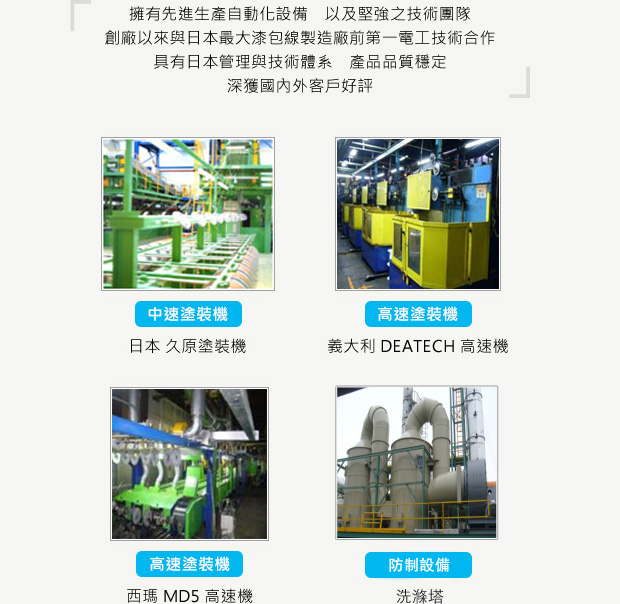 擁有先進生產自動化設備 以及堅強之技術團隊
創廠以來與日本最大漆包線製造廠前第一電工技術合作
具有日本管理與技術體系 產品品質穩定
深獲國內外客戶好評
中速塗裝機
高速塗裝機
日本 久原塗裝機
義大利 DEATECH 高速機
高速塗裝機
防制設備
西瑪 MD5 高速機
洗滌塔